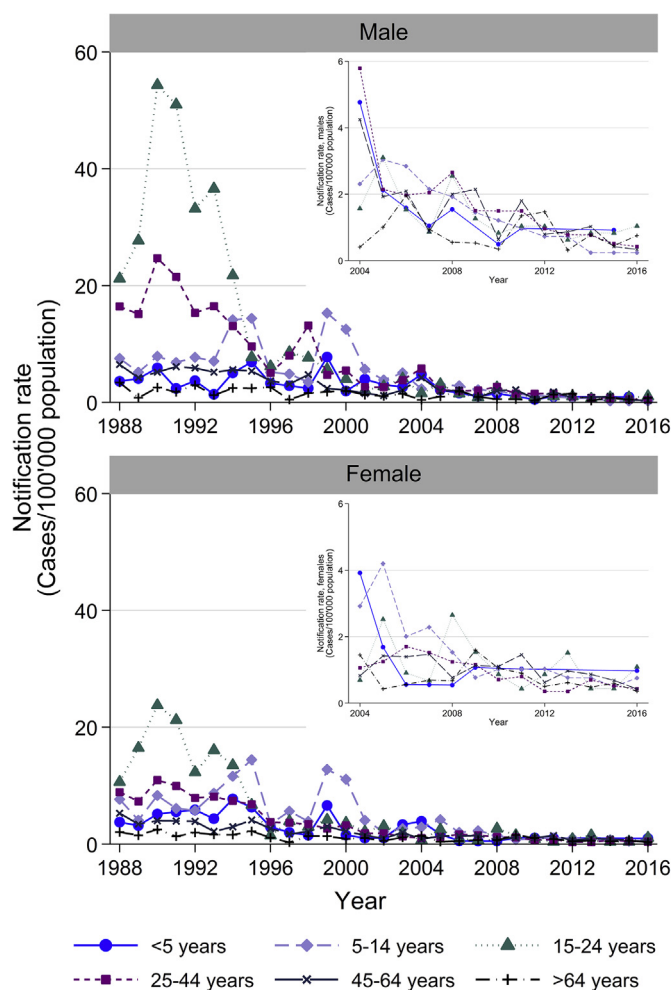 Male
60
40
20
0
1988 1992 1996 2000 2004 2008 2012 2016
6
4
2
0
2004 2008 2012 2016
Year
Notification rate, males
(Cases/100'000 population)
Notification rate
(Cases/100'000 population)
Female
60
40
20
0
1988 1992 1996 2000 2004 2008 2012 2016
6
4
2
0
2004 2008 2012 2016
Year
Notification rate, females
(Cases/100'000 population)
Year
<5 years 5-14 years 15-24 years
25-44 years 45-64 years >64 years